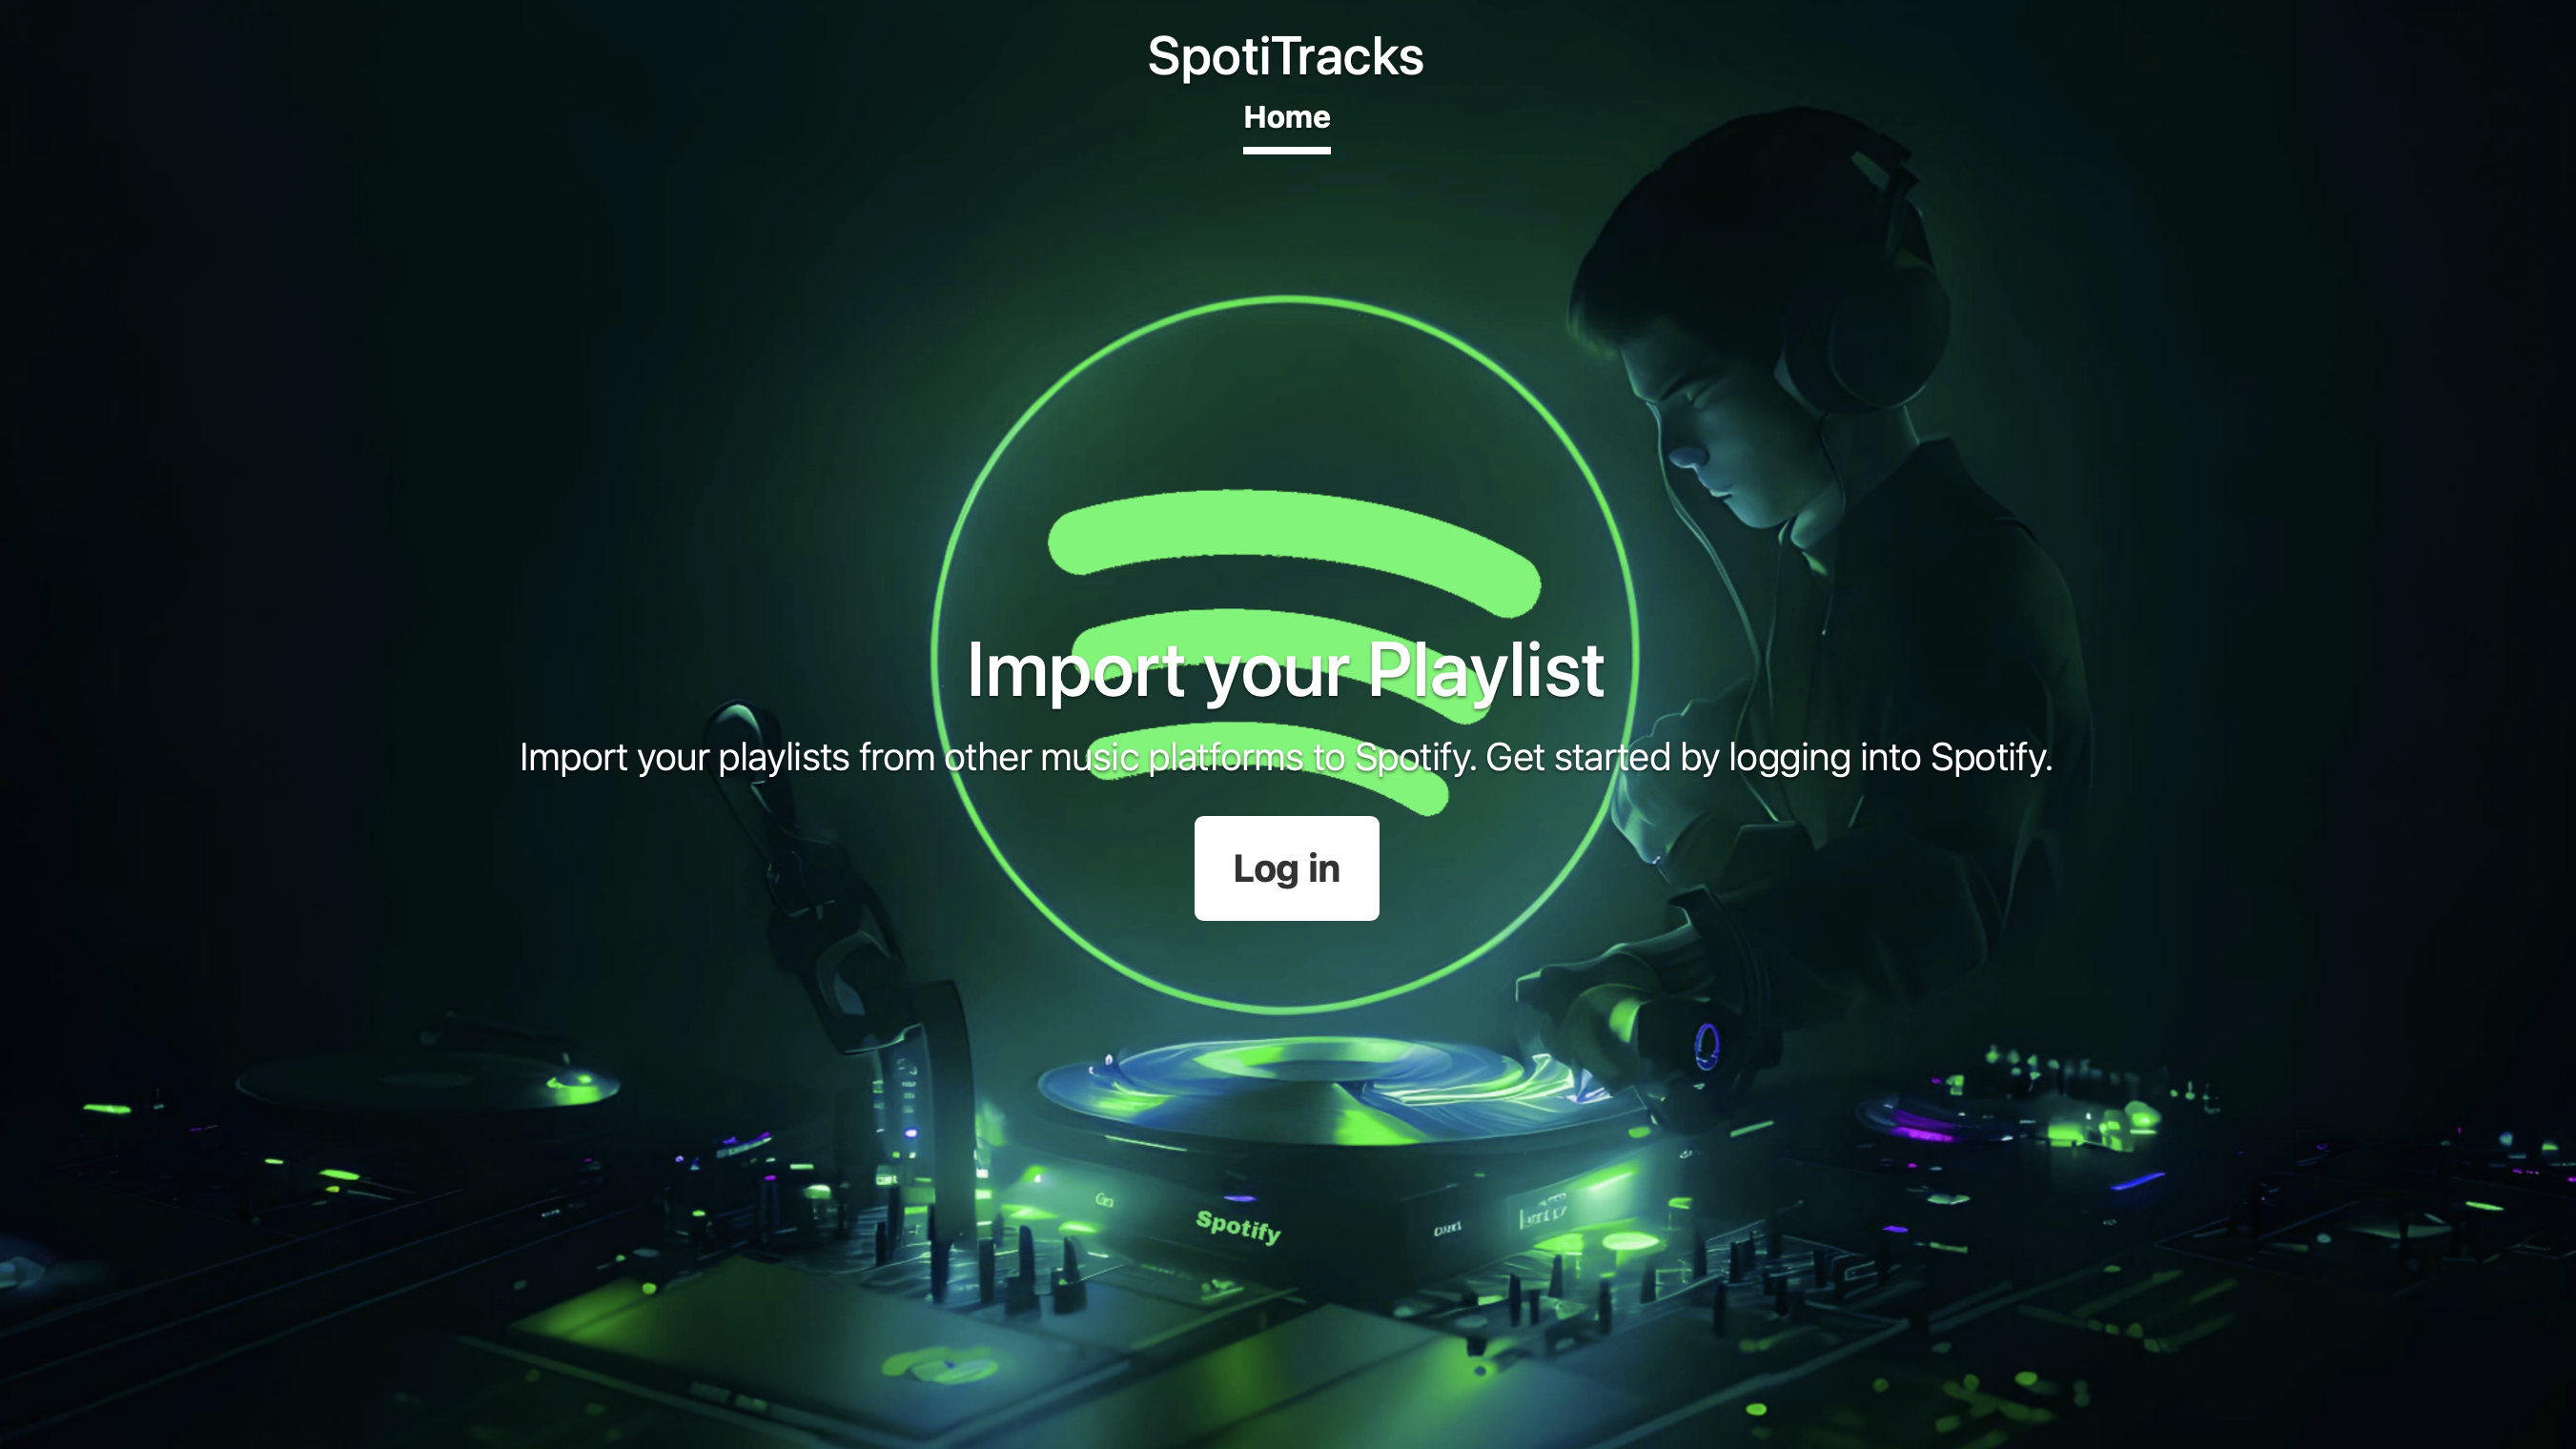 SpotiTracks
Home
Import your Playlist
Import your playlists from other music platforms to Spotify. Get started by logging into Spotify.
Log in
Spotify